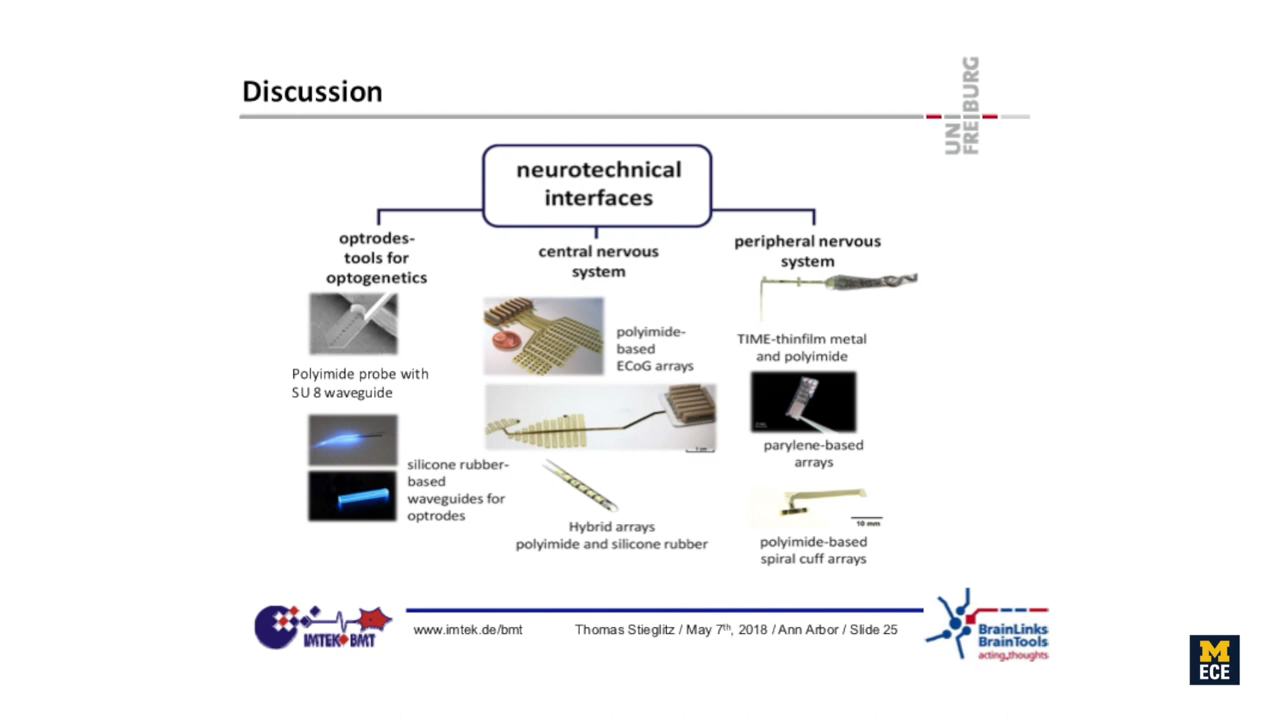 Discussion
UNI
FREIBURG
neurotechnical
interfaces
optrodes-
tools for
optogenetics
Polyimide probe with
SU 8 waveguide
silicone rubber-
based
waveguides for
optrodes
central nervous
system
polyimide-
based
ECoG arrays
Hybrid arrays
polyimide and silicone rubber
peripheral nervous
system
TIME-thinfilm metal
and polyimide
parylene-based
arrays
10 mm
polyimide-based
spiral cuff arrays
IMTEK BMT
www.imtek.de/bmt
Thomas Stieglitz / May 7th, 2018 / Ann Arbor / Slide 25
BrainLinks
BrainTools
acting thoughts
M
ECE